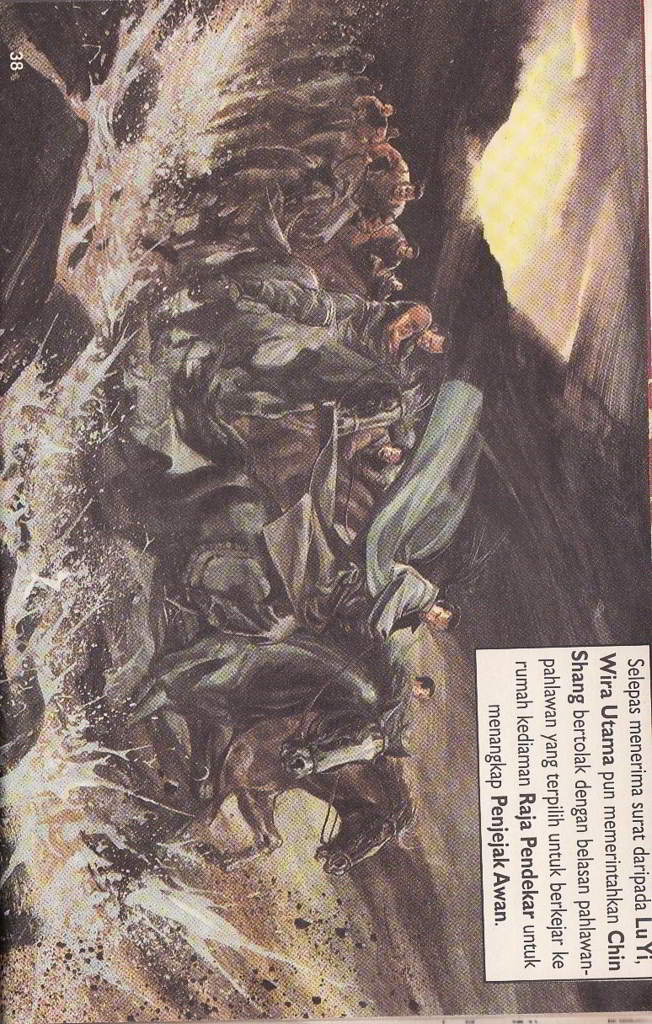 Selepas menerima surat daripada Lu Yi,
Wira Utama pun memerintahkan Chin
Shang bertolak dengan belasan pahlawan-
pahlawan yang terpilih untuk berkejar ke
rumah kediaman Raja Pendekar untuk
menangkap Penjejak Awan.
38